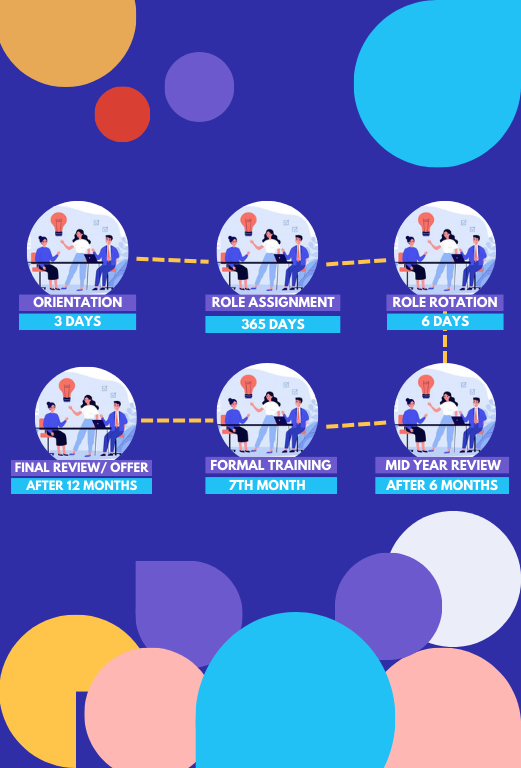 ORIENTATION
3 DAYS
ROLE ASSIGNMENT
365 DAYS
ROLE ROTATION
6 DAYS
MID YEAR REVIEW
AFTER 6 MONTHS
FORMAL TRAINING
7TH MONTH
FINAL REVIEW/ OFFER
AFTER 12 MONTHS